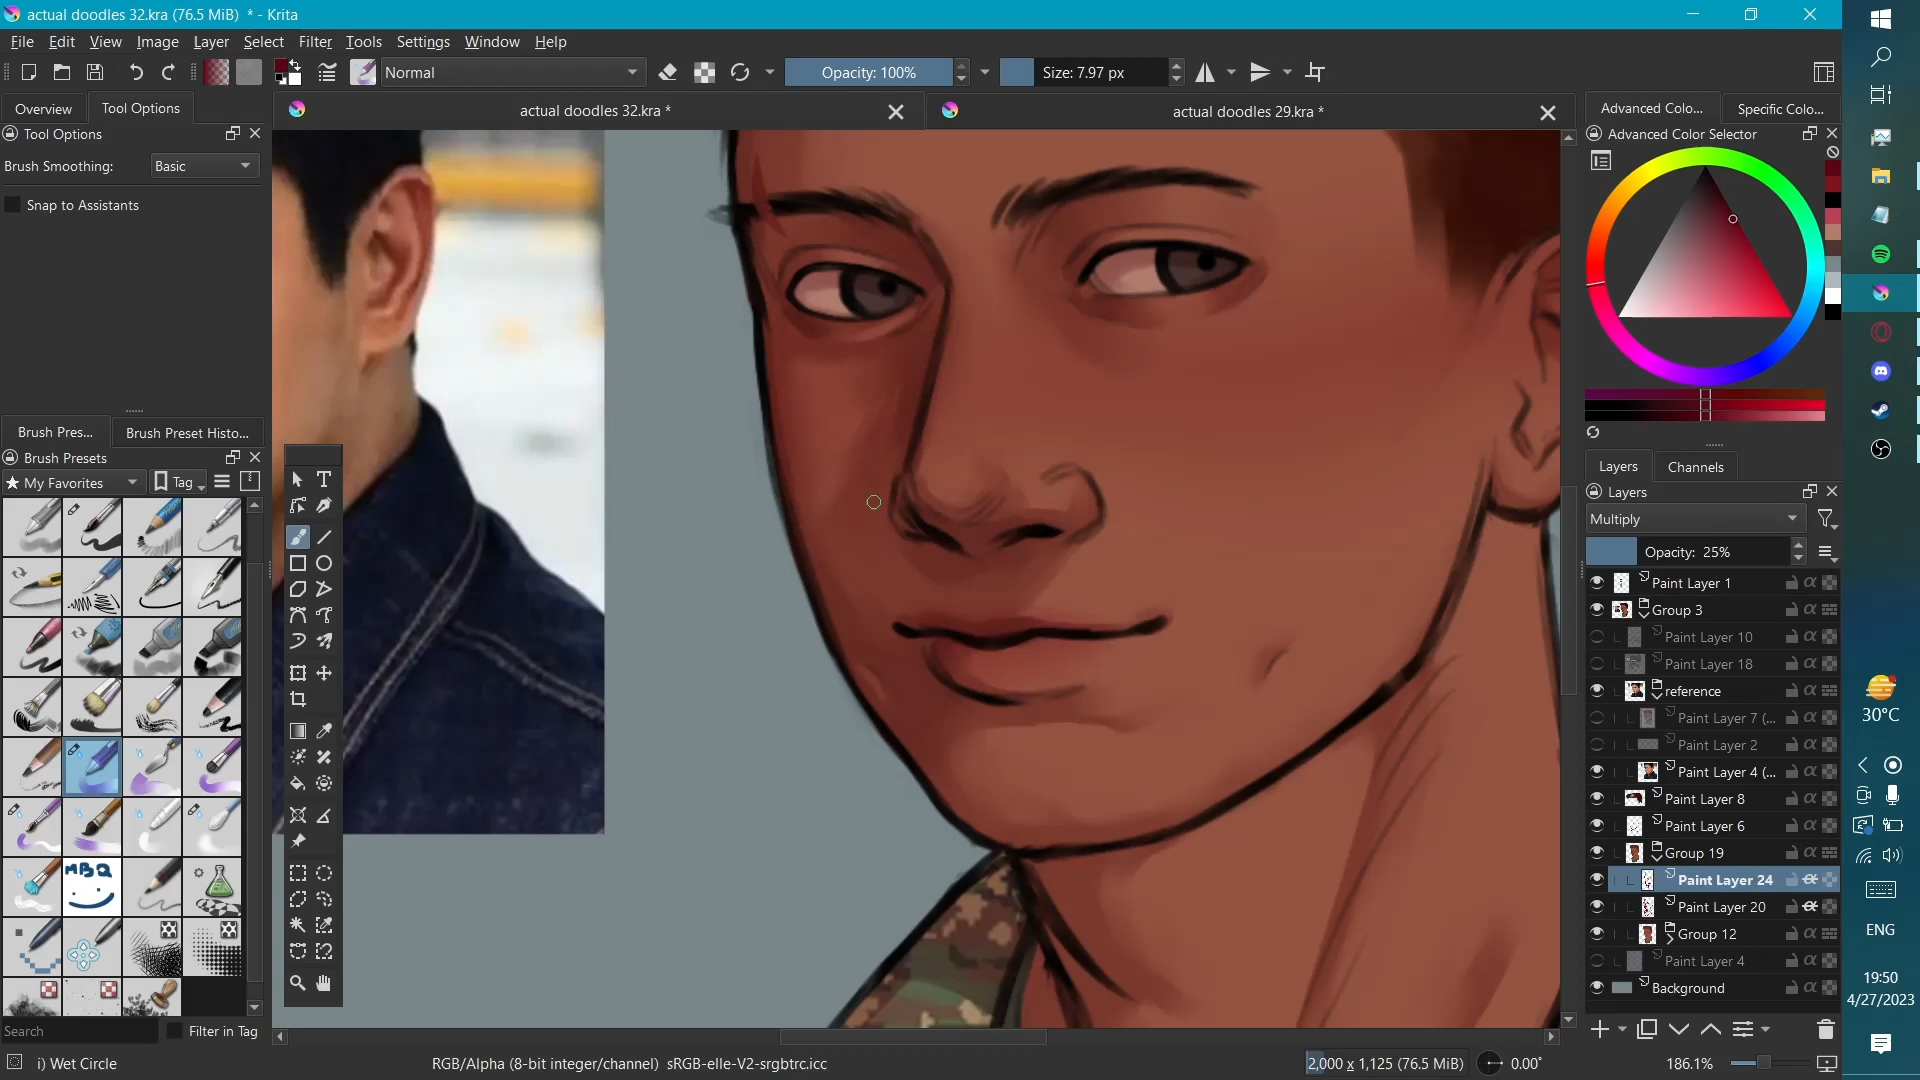 actual doodles 32.kra (76.5 MiB)  * - Krita
File Edit View Image Layer Select Filter Tools Settings Window Help
Normal
Opacity: 100%
Size: 7.97 px
Overview
Tool Options
actual doodles 32.kra *
actual doodles 29.kra *
Advanced Colo...
Specific Colo...
Tool Options
Advanced Color Selector
Brush Smoothing:
Basic
Snap to Assistants
Brush Pres...
Brush Preset Histo...
Brush Presets
My Favorites
Tag
MBQ
Search
Filter in Tag
Layers
Channels
Layers
Multiply
Opacity:  25%
Paint Layer 1
Group 3
Paint Layer 10
Paint Layer 18
reference
Paint Layer 7 (...
Paint Layer 2
Paint Layer 4 (...
Paint Layer 8
Paint Layer 6
Group 19
Paint Layer 24
Paint Layer 20
Group 12
Paint Layer 4
Background
i) Wet Circle
RGB/Alpha (8-bit integer/channel)  sRGB-elle-V2-srgbtrc.icc
2,000 x 1,125 (76.5 MiB)
0.00°
186.1%
30°C
ENG
19:50
4/27/2023